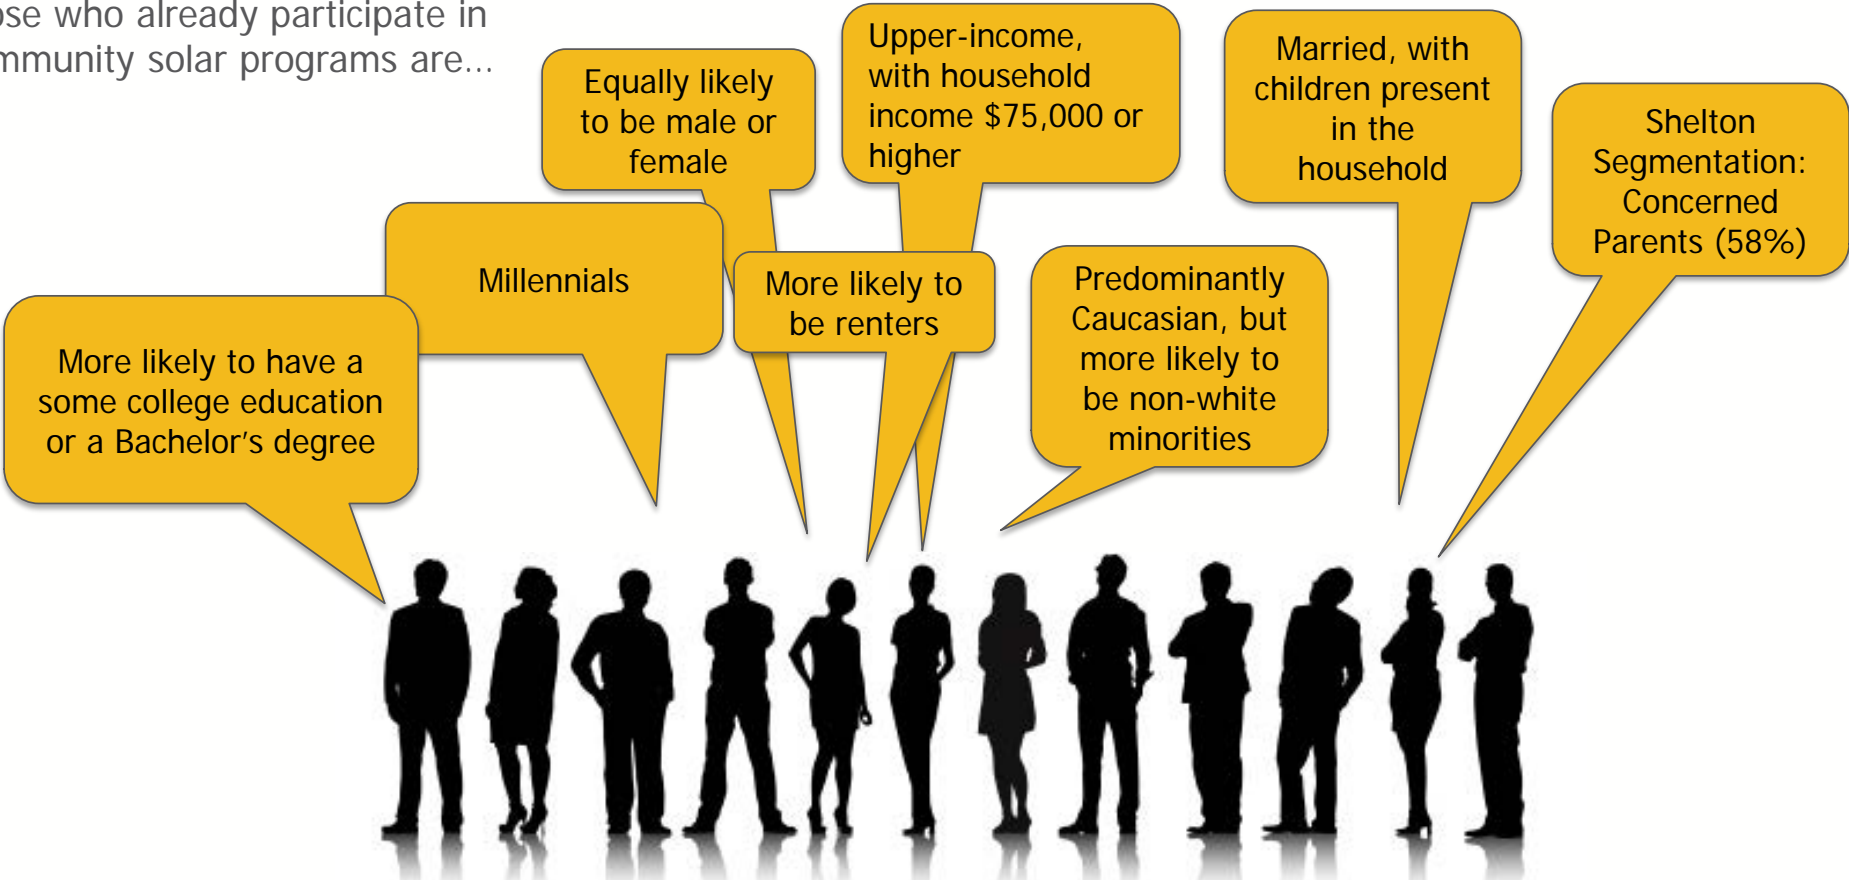 ose who already participate in
mmunity solar programs are...
Equally likely
to be male or
female
Upper-income,
with household
income $75,000 or
higher
Married, with
children present
in the
household
Shelton
Segmentation:
Concerned
Parents (58%)
Millennials
More likely to
be renters
Predominantly
Caucasian, but
more likely to
be non-white
minorities
More likely to have a
some college education
or a Bachelor's degree